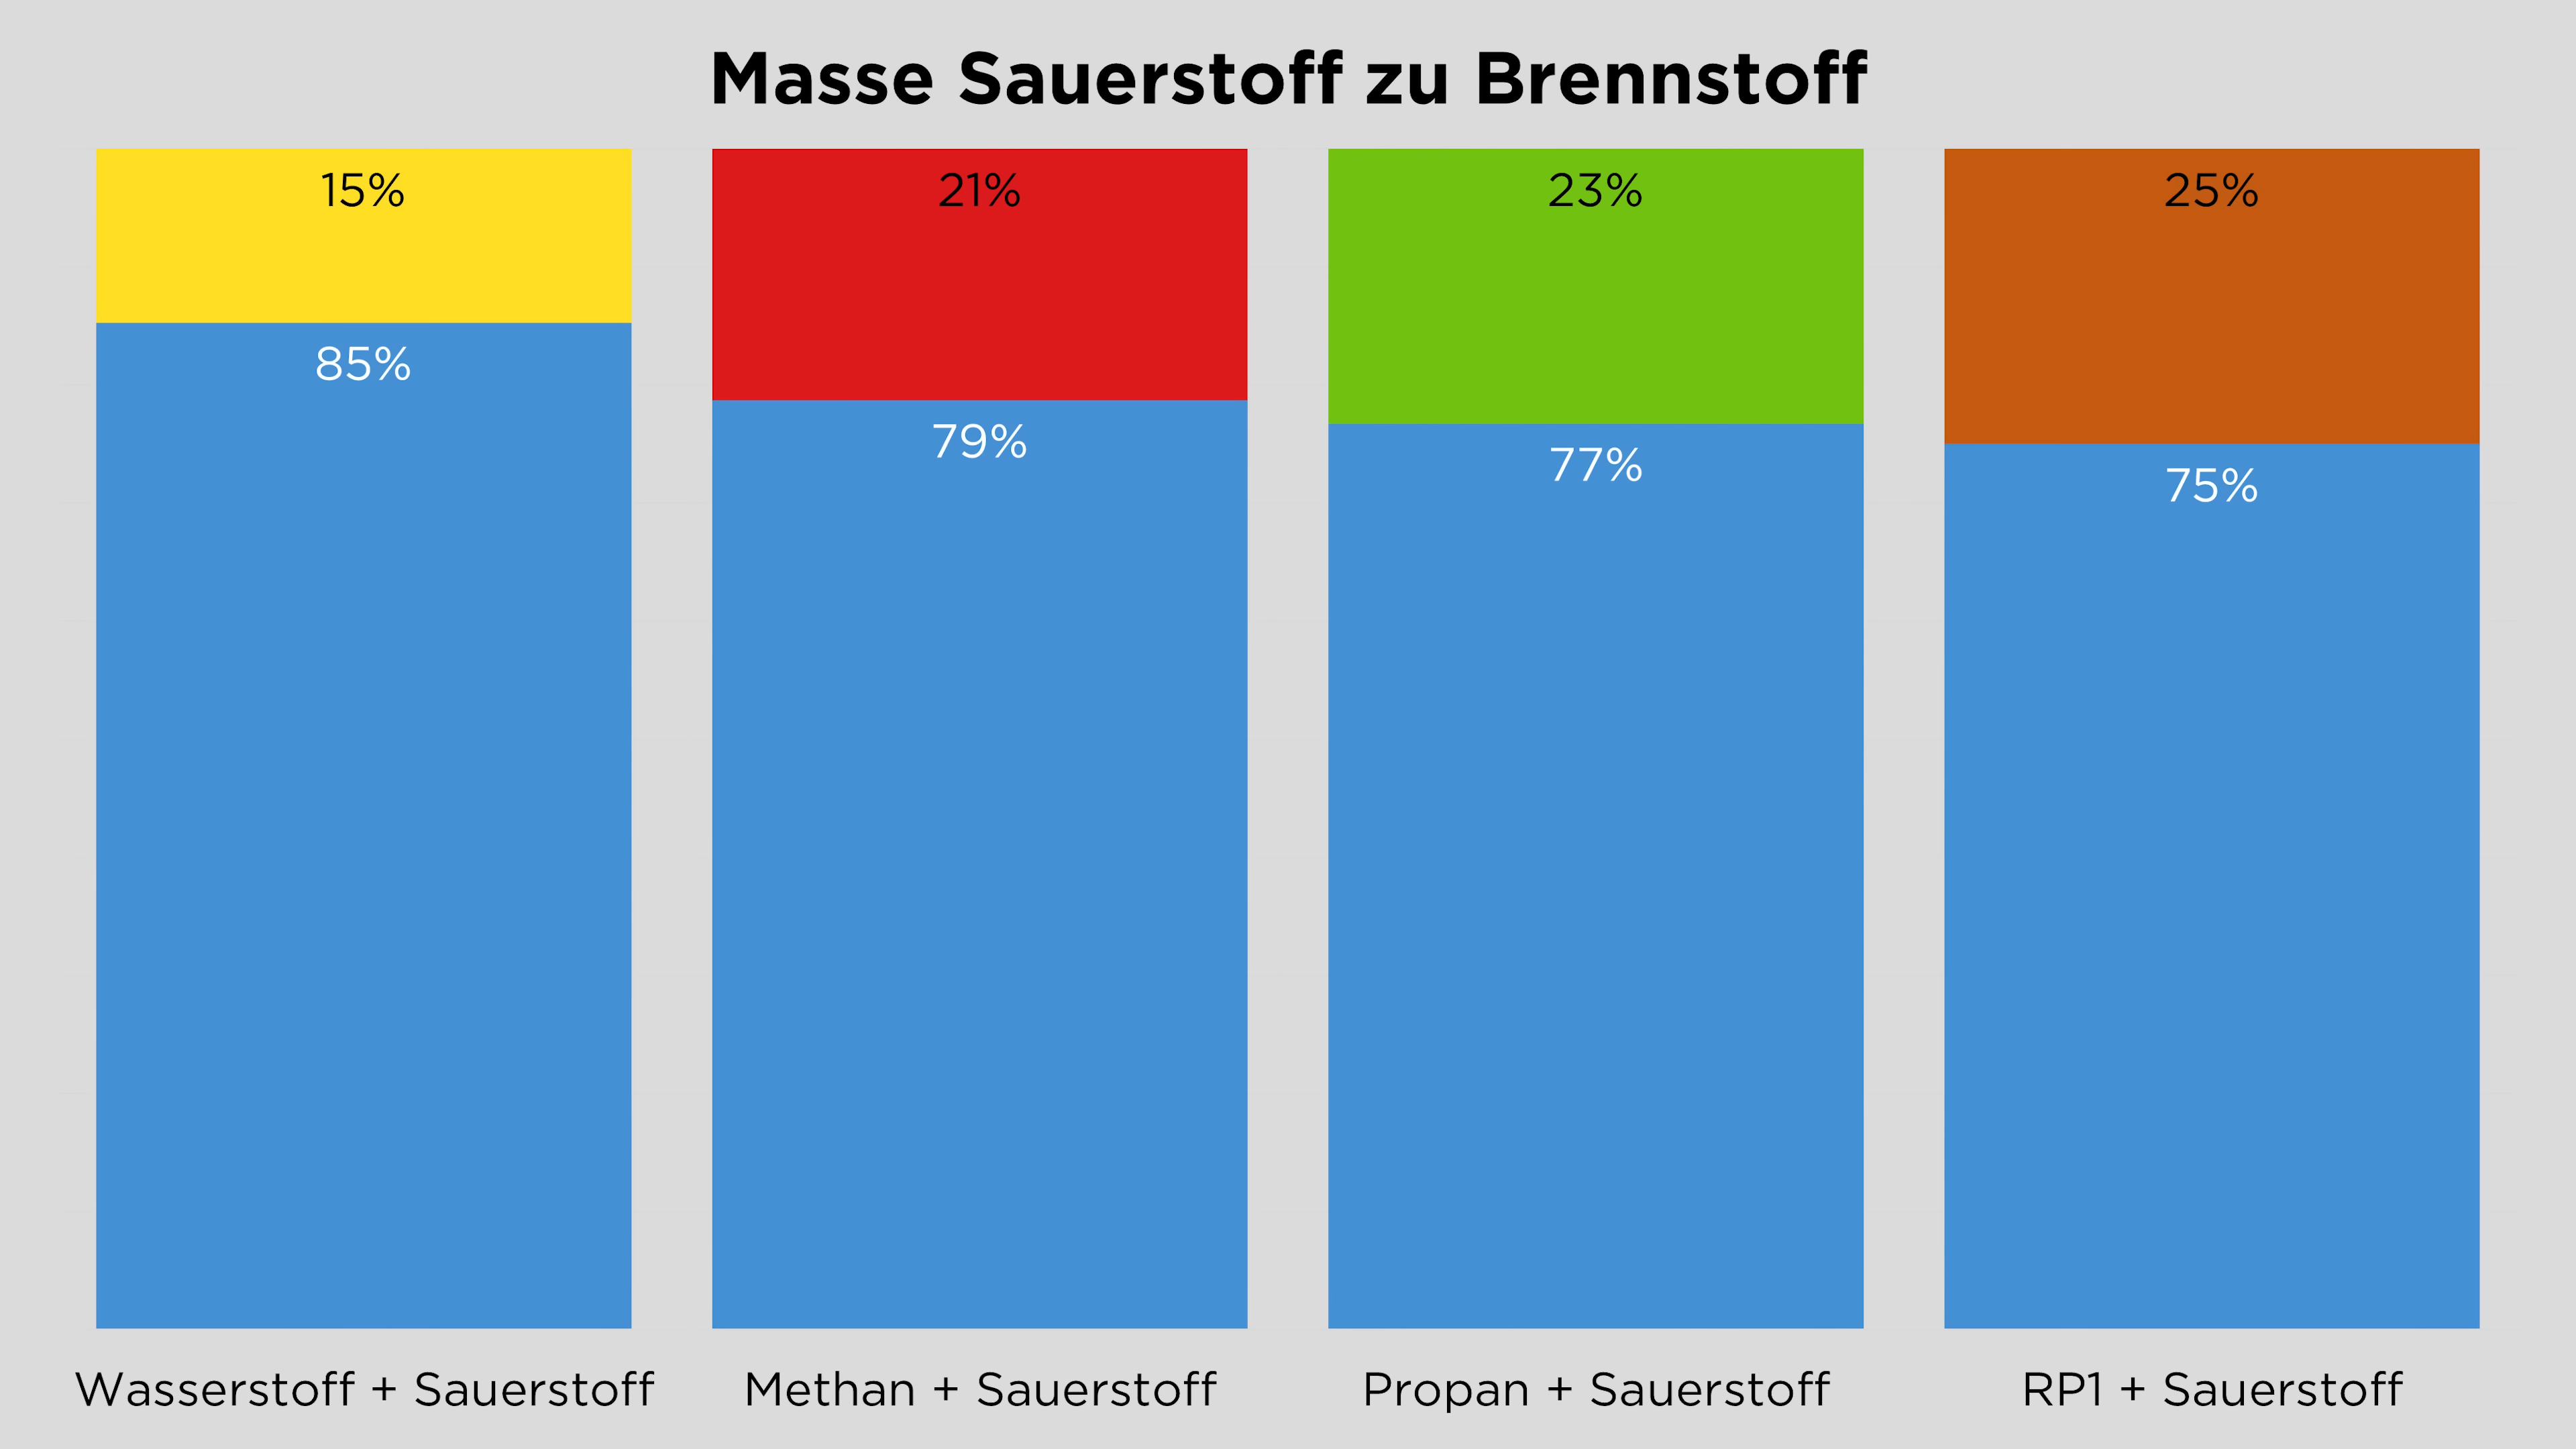 Masse Sauerstoff zu Brennstoff
15%
21%
23%
25%
85%
79%
77%
75%
Wasserstoff + Sauerstoff
Methan + Sauerstoff
Propan + Sauerstoff
RP1 + Sauerstoff